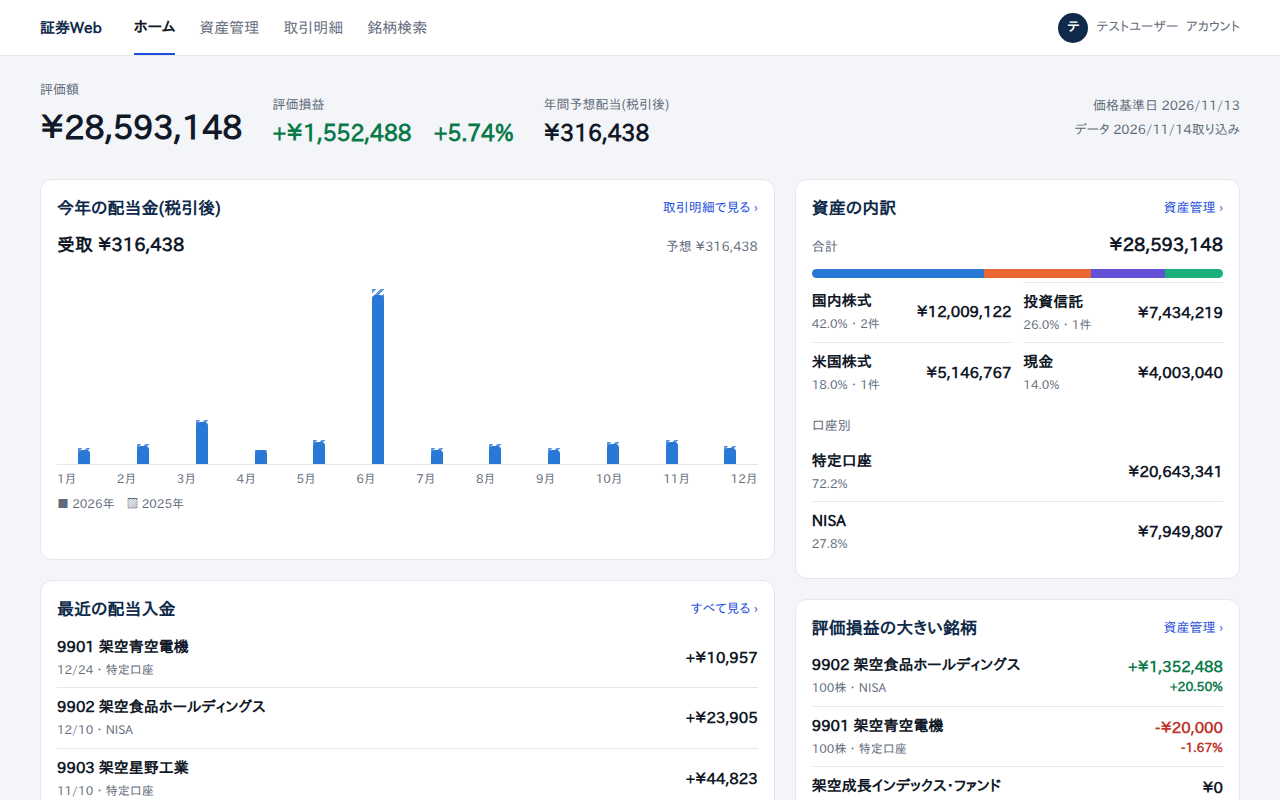 証券Web ホーム 資産管理 取引明細 銘柄検索 テ テストユーザー アカウント
評価額
¥28,593,148
評価損益
+¥1,552,488 +5.74%
年間予想配当(税引後)
¥316,438
価格基準日 2026/11/13
データ 2026/11/14取り込み
今年の配当金(税引後) 取引明細で見る ›
受取 ¥316,438 予想 ¥316,438
1月 2月 3月 4月 5月 6月 7月 8月 9月 10月 11月 12月
2026年 2025年
最近の配当入金 すべて見る ›
9901 架空青空電機
12/24・特定口座
+¥10,957
9902 架空食品ホールディングス
12/10・NISA
+¥23,905
9903 架空星野工業
11/10・特定口座
+¥44,823
資産の内訳 資産管理 ›
合計 ¥28,593,148
国内株式
42.0%・2件
¥12,009,122
投資信託
26.0%・1件
¥7,434,219
米国株式
18.0%・1件
¥5,146,767
現金
14.0%
¥4,003,040
口座別
特定口座
72.2%
¥20,643,341
NISA
27.8%
¥7,949,807
評価損益の大きい銘柄 資産管理 ›
9902 架空食品ホールディングス
100株・NISA
+¥1,352,488
+20.50%
9901 架空青空電機
100株・特定口座
-¥20,000
-1.67%
架空成長インデックス・ファンド
¥0